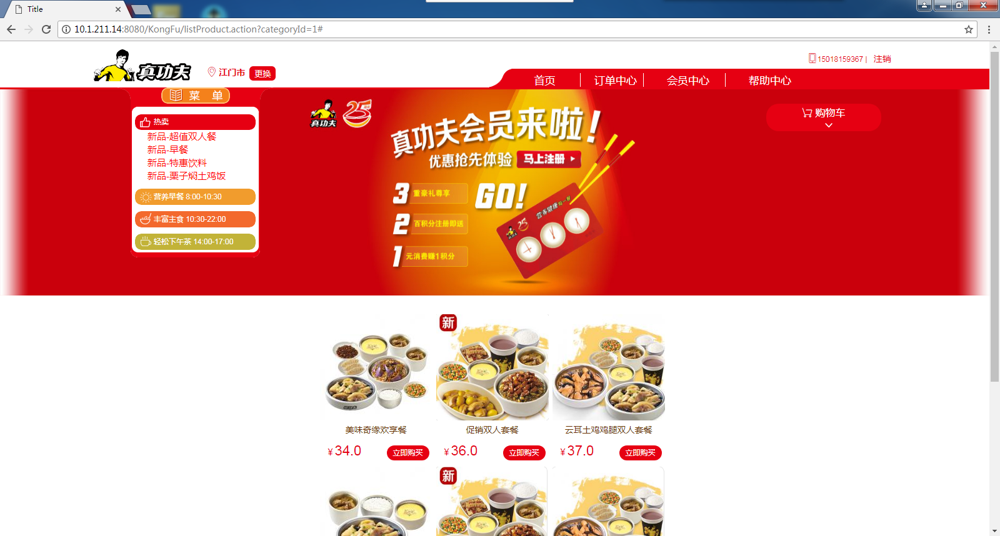 Title
10.1.211.14:8080/KongFu/listProduct.action?categoryId=1#
真功夫
江门市
更换
15018159367 | 注销
首页 订单中心 会员中心 帮助中心
菜 单
热卖
新品-超值双人餐
新品-早餐
新品-特惠饮料
新品-栗子焖土鸡饭
营养早餐 8:00-10:30
丰富主食 10:30-22:00
轻松下午茶 14:00-17:00
真功夫
25
真功夫会员来啦!
优惠抢先体验 马上注册
3 重豪礼尊享
GO!
2 百积分注册即送
1 元消费赚1积分
25
购物车
新
美味奇缘欢享餐
促销双人套餐
云耳土鸡鸡腿双人套餐
¥ 34.0 立即购买
¥ 36.0 立即购买
¥ 37.0 立即购买
新